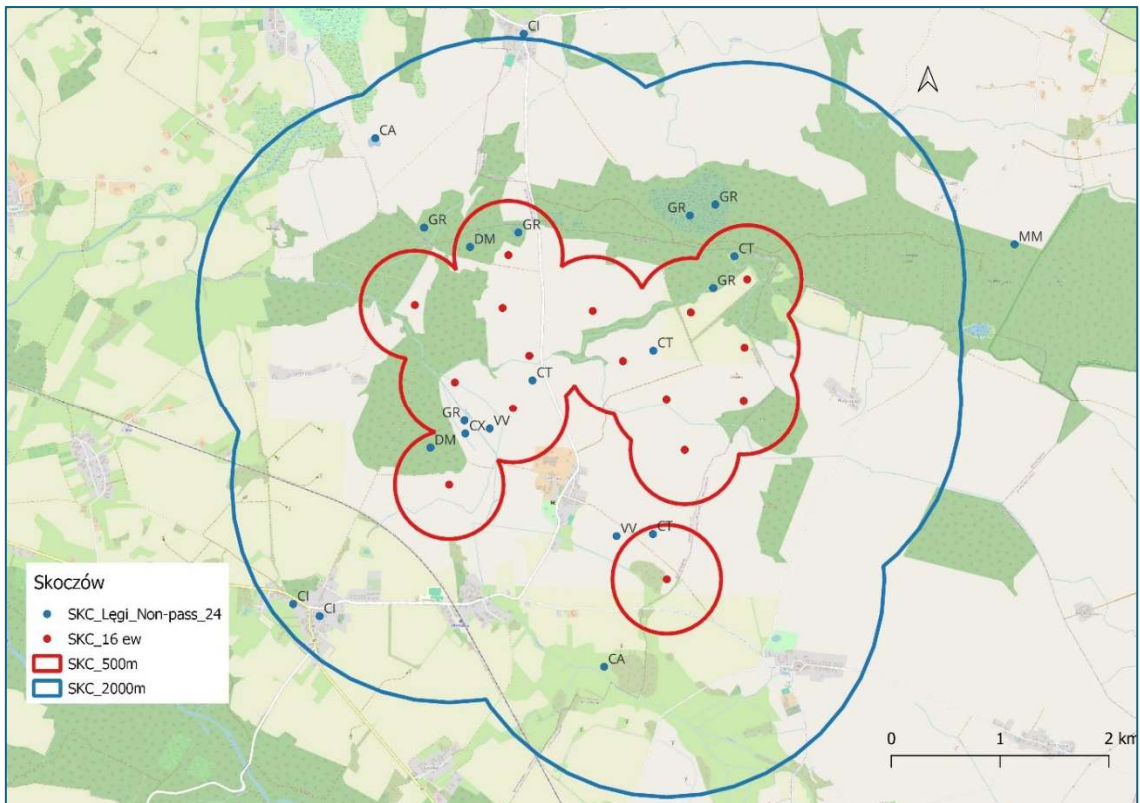 CI
CA
GR
GR
GR
GR
DM
MM
CT
GR
CT
CT
GR
CX
VV
DM
VV
CT
Skoczów
SKC_Lęgi_Non-pass_24
SKC_16 ew
SKC_500m
SKC_2000m
CI
CI
CA
0
1
2 km